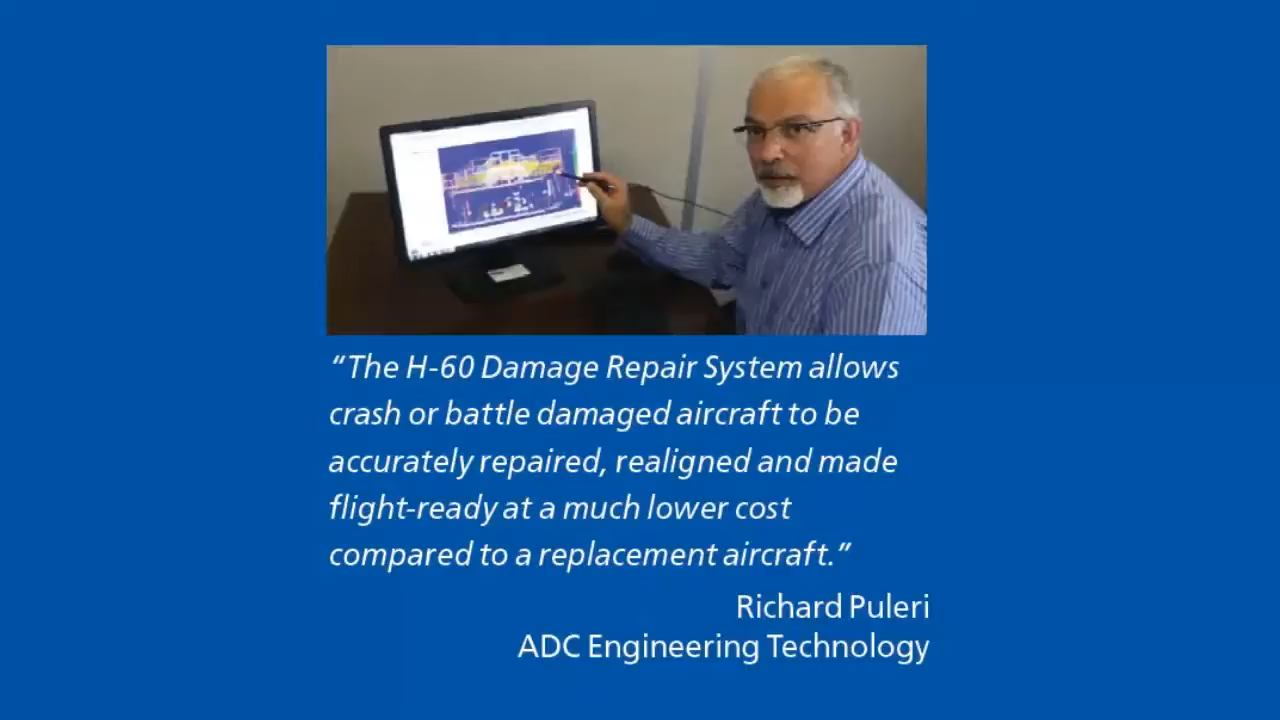 “The H-60 Damage Repair System allows
crash or battle damaged aircraft to be
accurately repaired, realigned and made
flight-ready at a much lower cost
compared to a replacement aircraft.”
Richard Puleri
ADC Engineering Technology